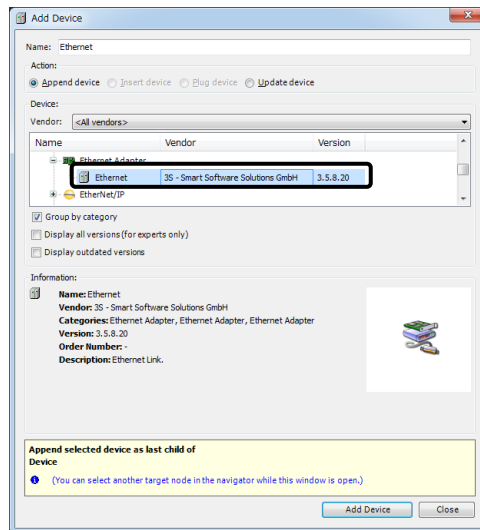 Add Device
Name: Ethernet
Action:
Append device Insert device Plug device Update device
Device:
Vendor: <All vendors>
Name Vendor Version
Ethernet Adapter
Ethernet 3S - Smart Software Solutions GmbH 3.5.8.20
EtherNet/IP
Group by category
Display all versions (for experts only)
Display outdated versions
Information:
Name: Ethernet
Vendor: 3S - Smart Software Solutions GmbH
Categories: Ethernet Adapter, Ethernet Adapter, Ethernet Adapter
Version: 3.5.8.20
Order Number: -
Description: Ethernet Link.
Append selected device as last child of
Device
(You can select another target node in the navigator while this window is open.)
Add Device Close